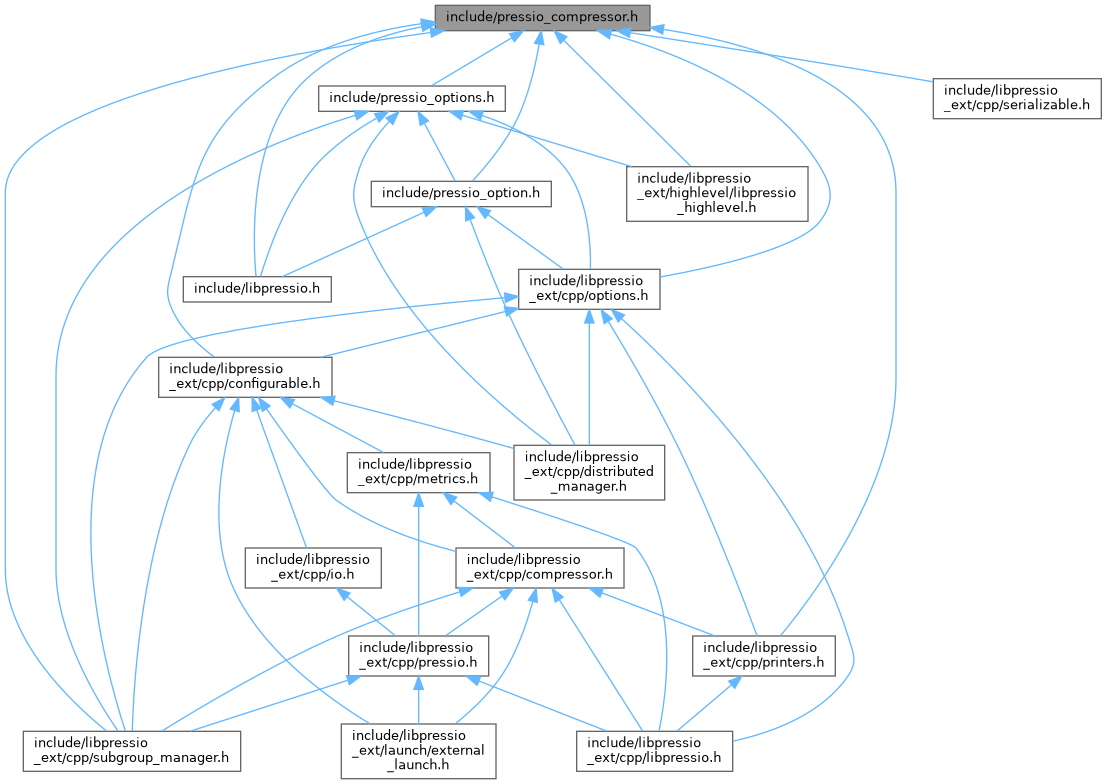 include/pressio_compressor.h
include/libpressio
_ext/cpp/serializable.h
include/pressio_options.h
include/pressio_option.h
include/libpressio
_ext/highlevel/libpressio
_highlevel.h
include/libpressio.h
include/libpressio
_ext/cpp/options.h
include/libpressio
_ext/cpp/configurable.h
include/libpressio
_ext/cpp/metrics.h
include/libpressio
_ext/cpp/distributed
_manager.h
include/libpressio
_ext/cpp/io.h
include/libpressio
_ext/cpp/compressor.h
include/libpressio
_ext/cpp/pressio.h
include/libpressio
_ext/cpp/printers.h
include/libpressio
_ext/cpp/subgroup_manager.h
include/libpressio
_ext/launch/external
_launch.h
include/libpressio
_ext/cpp/libpressio.h